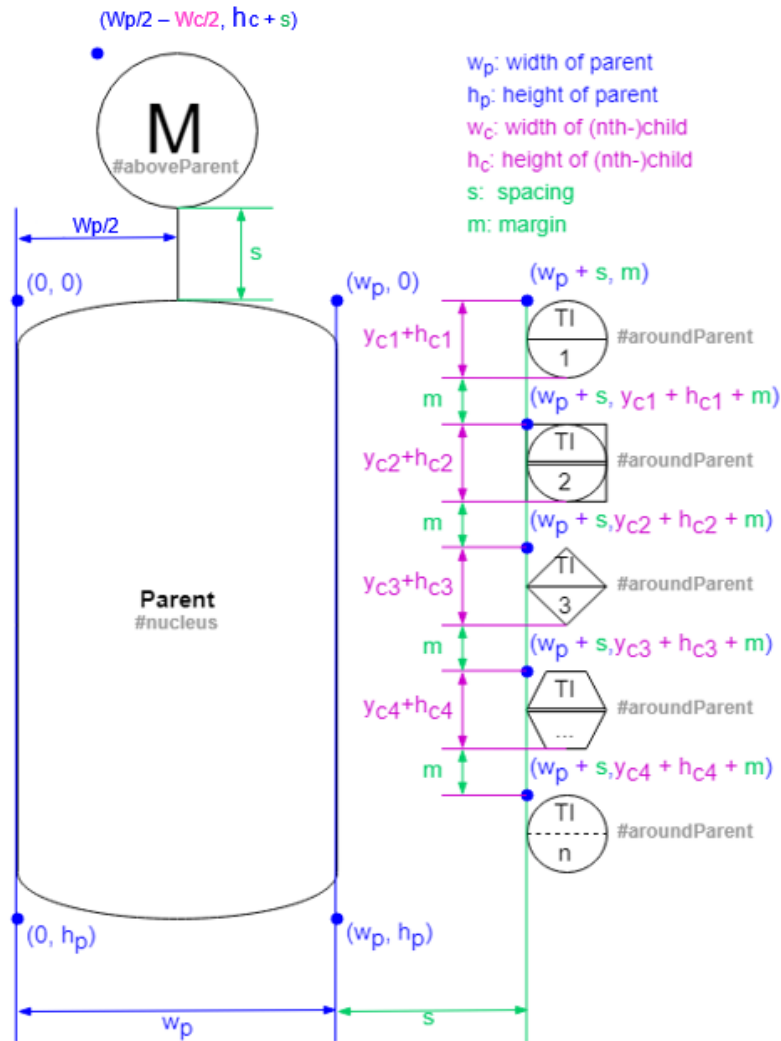 (Wp/2 – Wc/2, hc + s)
M
#aboveParent
wp: width of parent
hp: height of parent
wc: width of (nth-)child
hc: height of (nth-)child
s: spacing
m: margin
Wp/2
s
(0, 0)
(wp, 0)
(wp + s, m)
yc1+hc1
TI
1
#aroundParent
m
(wp + s, yc1 + hc1 + m)
yc2+hc2
TI
2
#aroundParent
m
(wp + s,yc2 + hc2 + m)
Parent
#nucleus
yc3+hc3
TI
3
#aroundParent
m
(wp + s,yc3 + hc3 + m)
yc4+hc4
TI
...
#aroundParent
m
(wp + s,yc4 + hc4 + m)
TI
n
#aroundParent
(0, hp)
(wp, hp)
wp
s